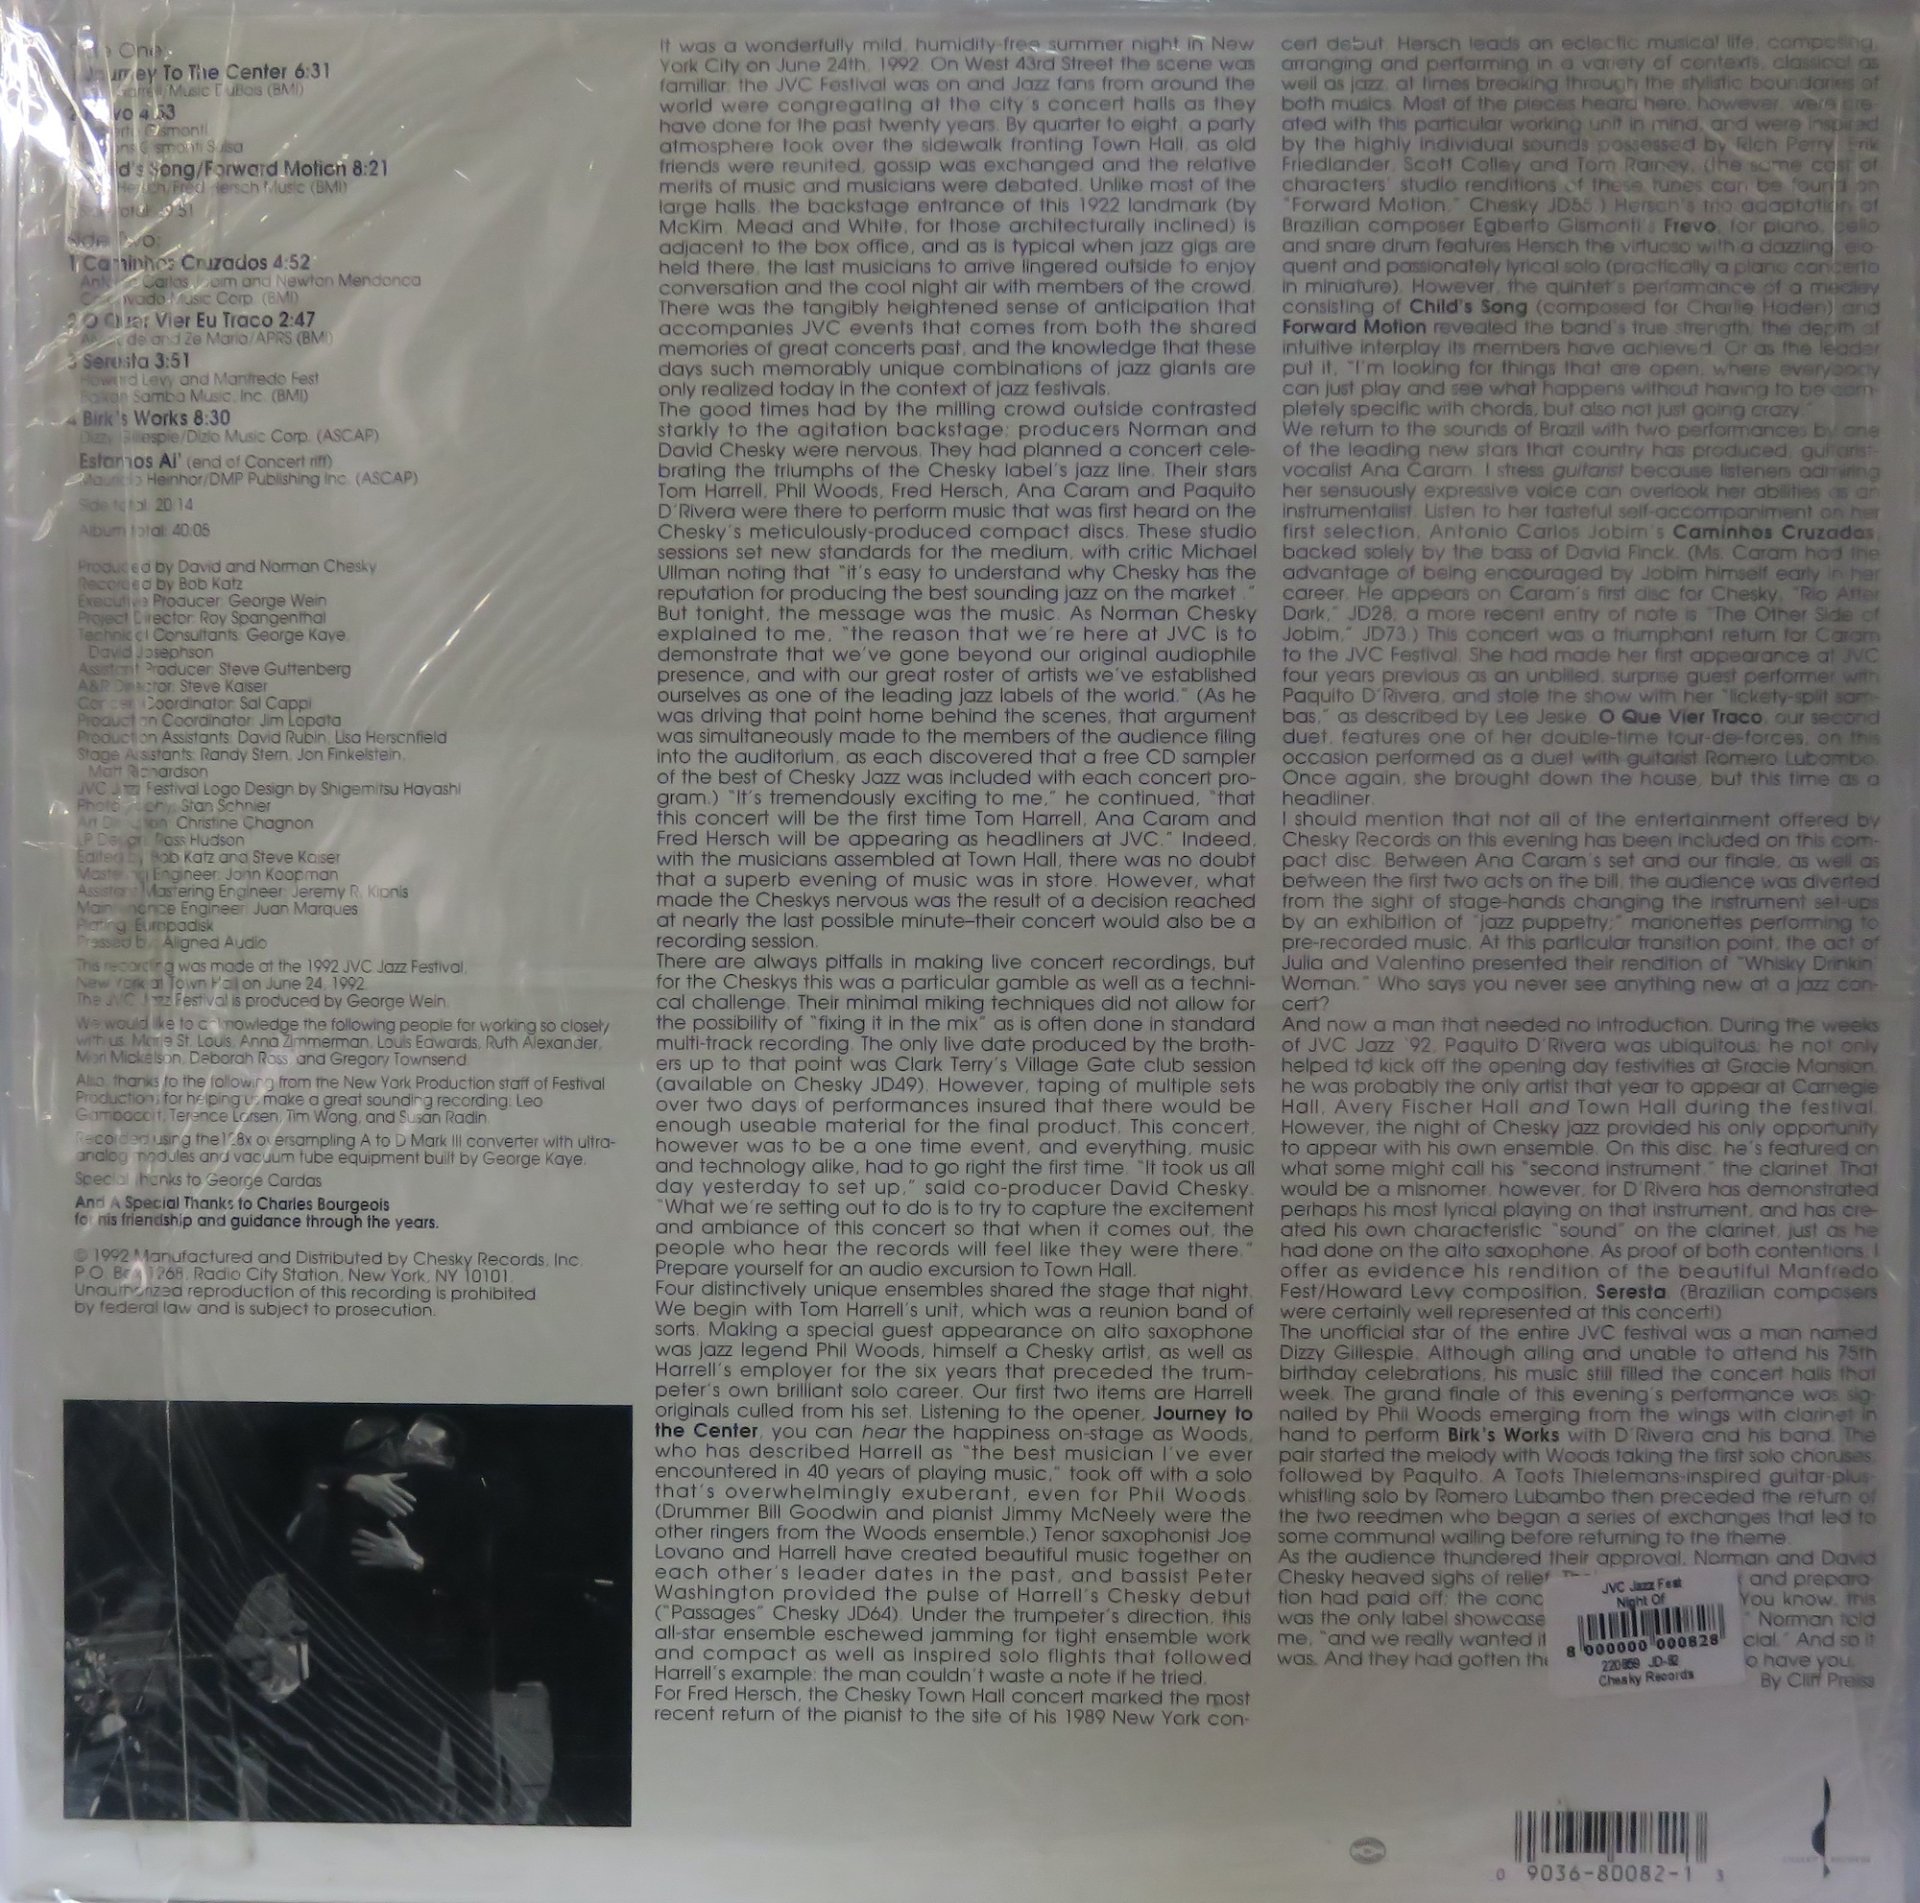 Side One:
Journey To The Center 6:31
Harrell/Music DuBois (BMI)
2 Frevo 4:53
Egberto Gismonti
Gismonti Suisa
Child's Song/Forward Motion 8:21
Hersch/Fred Hersch Music (BMI)
Side total:
Side Two:
1 Caminhos Cruzados 4:52
Antonio Carlos Jobim and Newton Mendonca
Corcovado Music Corp. (BMI)
2 O Quer Vier Eu Traco 2:47
and Ze Maria/APRS (BMI)
3 Seresta 3:51
Howard Levy and Manfredo Fest
Balkan Samba Music, Inc. (BMI)
4 Birk's Works 8:30
Dizzy Gillespie/Dizlo Music Corp. (ASCAP)
Estamos Ai' (end of Concert riff)
Mauricio Heinhor/DMP Publishing Inc. (ASCAP)
Side total: 20:14
Album total: 40:05
Produced by David and Norman Chesky
Recorded by Bob Katz
Executive Producer: George Wein
Project Director: Roy Spangenthal
Technical Consultants: George Kaye,
David Josephson
Assistant Producer: Steve Guttenberg
A&R Director: Steve Kaiser
Concert Coordinator: Sal Cappi
Production Coordinator: Jim Lopata
Production Assistants: David Rubin, Lisa Hershfield
Stage Assistants: Randy Stern, Jon Finkelstein,
Matt Richardson
JVC Jazz Festival Logo Design by Shigemitsu Hayashi
Photography: Stan Schnier
Art Direction: Christine Chagnon
LP Design: Ross Hudson
Edited by Bob Katz and Steve Kaiser
Mastering Engineer: John Koopman
Assistant Mastering Engineer: Jeremy R. Kipnis
Maintenance Engineer: Juan Marques
Plating: Europadisk
Pressed by: Aligned Audio
This recording was made at the 1992 JVC Jazz Festival,
New York at Town Hall on June 24, 1992.
The JVC Jazz Festival is produced by George Wein.
We would like to acknowledge the following people for working so closely
with us: Marie St. Louis, Anna Zimmerman, Louis Edwards, Ruth Alexander,
Mari Mickelson, Deborah Ross, and Gregory Townsend.
Also, thanks to the following from the New York Production staff of Festival
Productions for helping us make a great sounding recording: Leo
Gambacort, Terence Larsen, Tim Wong, and Susan Radin.
Recorded using the 128x oversampling A to D Mark III converter with ultra-
analog modules and vacuum tube equipment built by George Kaye.
Special Thanks to George Cardas
And A Special Thanks to Charles Bourgeois
for his friendship and guidance through the years.
© 1992 Manufactured and Distributed by Chesky Records, Inc.
P.O. Box 1268, Radio City Station, New York, NY 10101.
Unauthorized reproduction of this recording is prohibited
by federal law and is subject to prosecution.
It was a wonderfully mild, humidity-free summer night in New
York City on June 24th, 1992. On West 43rd Street the scene was
familiar: the JVC Festival was on and Jazz fans from around the
world were congregating at the city's concert halls as they
have done for the past twenty years. By quarter to eight, a party
atmosphere took over the sidewalk fronting Town Hall, as old
friends were reunited, gossip was exchanged and the relative
merits of music and musicians were debated. Unlike most of the
large halls, the backstage entrance of this 1922 landmark (by
McKim, Mead and White, for those architecturally inclined) is
adjacent to the box office, and as is typical when jazz gigs are
held there, the last musicians to arrive lingered outside to enjoy
conversation and the cool night air with members of the crowd.
There was the tangibly heightened sense of anticipation that
accompanies JVC events that comes from both the shared
memories of great concerts past, and the knowledge that these
days such memorably unique combinations of jazz giants are
only realized today in the context of jazz festivals.
The good times had by the milling crowd outside contrasted
starkly to the agitation backstage: producers Norman and
David Chesky were nervous. They had planned a concert cele-
brating the triumphs of the Chesky label's jazz line. Their stars
Tom Harrell, Phil Woods, Fred Hersch, Ana Caram and Paquito
D'Rivera were there to perform music that was first heard on the
Chesky's meticulously-produced compact discs. These studio
sessions set new standards for the medium, with critic Michael
Ullman noting that "it's easy to understand why Chesky has the
reputation for producing the best sounding jazz on the market ."
But tonight, the message was the music. As Norman Chesky
explained to me, "the reason that we're here at JVC is to
demonstrate that we've gone beyond our original audiophile
presence, and with our great roster of artists we've established
ourselves as one of the leading jazz labels of the world." (As he
was driving that point home behind the scenes, that argument
was simultaneously made to the members of the audience filing
into the auditorium, as each discovered that a free CD sampler
of the best of Chesky Jazz was included with each concert pro-
gram.) "It's tremendously exciting to me," he continued, "that
this concert will be the first time Tom Harrell, Ana Caram and
Fred Hersch will be appearing as headliners at JVC." Indeed,
with the musicians assembled at Town Hall, there was no doubt
that a superb evening of music was in store. However, what
made the Cheskys nervous was the result of a decision reached
at nearly the last possible minute–their concert would also be a
recording session.
There are always pitfalls in making live concert recordings, but
for the Cheskys this was a particular gamble as well as a techni-
cal challenge. Their minimal miking techniques did not allow for
the possibility of "fixing it in the mix" as is often done in standard
multi-track recording. The only live date produced by the broth-
ers up to that point was Clark Terry's Village Gate club session
(available on Chesky JD49). However, taping of multiple sets
over two days of performances insured that there would be
enough useable material for the final product. This concert,
however was to be a one time event, and everything, music
and technology alike, had to go right the first time. "It took us all
day yesterday to set up," said co-producer David Chesky.
"What we're setting out to do is to try to capture the excitement
and ambiance of this concert so that when it comes out, the
people who hear the records will feel like they were there."
Prepare yourself for an audio excursion to Town Hall.
Four distinctively unique ensembles shared the stage that night.
We begin with Tom Harrell's unit, which was a reunion band of
sorts. Making a special guest appearance on alto saxophone
was jazz legend Phil Woods, himself a Chesky artist, as well as
Harrell's employer for the six years that preceded the trum-
peter's own brilliant solo career. Our first two items are Harrell
originals culled from his set. Listening to the opener, Journey to
the Center, you can hear the happiness on-stage as Woods,
who has described Harrell as "the best musician I've ever
encountered in 40 years of playing music," took off with a solo
that's overwhelmingly exuberant, even for Phil Woods.
(Drummer Bill Goodwin and pianist Jimmy McNeely were the
other ringers from the Woods ensemble.) Tenor saxophonist Joe
Lovano and Harrell have created beautiful music together on
each other's leader dates in the past, and bassist Peter
Washington provided the pulse of Harrell's Chesky debut
("Passages" Chesky JD64). Under the trumpeter's direction, this
all-star ensemble eschewed jamming for tight ensemble work
and compact as well as inspired solo flights that followed
Harrell's example: the man couldn't waste a note if he tried.
For Fred Hersch, the Chesky Town Hall concert marked the most
recent return of the pianist to the site of his 1989 New York con-
cert debut. Hersch leads an eclectic musical life, composing,
arranging and performing in a variety of contexts, classical as
well as jazz, at times breaking through the stylistic boundaries of
both musics. Most of the pieces heard here, however, were cre-
ated with this particular working unit in mind, and were inspired
by the highly individual sounds possessed by Rich Perry, Erik
Friedlander, Scott Colley and Tom Rainey, (the same cast of
characters' studio renditions of these tunes can be found on
"Forward Motion," Chesky JD55.) Hersch's trio adaptation of
Brazilian composer Egberto Gismonti's Frevo, for piano, cello
and snare drum features Hersch the virtuoso with a dazzling, elo-
quent and passionately lyrical solo (practically a piano concerto
in miniature). However, the quintet's performance of a medley
consisting of Child's Song (composed for Charlie Haden) and
Forward Motion revealed the band's true strength: the depth of
intuitive interplay its members have achieved. Or as the leader
put it, "I'm looking for things that are open, where everybody
can just play and see what happens without having to be com-
pletely specific with chords, but also not just going crazy."
We return to the sounds of Brazil with two performances by one
of the leading new stars that country has produced, guitarist-
vocalist Ana Caram. I stress guitarist because listeners admiring
her sensuously expressive voice can overlook her abilities as an
instrumentalist. Listen to her tasteful self-accompaniment on her
first selection, Antonio Carlos Jobim's Caminhos Cruzados,
backed solely by the bass of David Finck. (Ms. Caram had the
advantage of being encouraged by Jobim himself early in her
career. He appears on Caram's first disc for Chesky, "Rio After
Dark," JD28; a more recent entry of note is "The Other Side of
Jobim," JD73.) This concert was a triumphant return for Caram
to the JVC Festival. She had made her first appearance at JVC
four years previous as an unbilled, surprise guest performer with
Paquito D'Rivera, and stole the show with her "lickety-split sam-
bas," as described by Lee Jeske. O Que Vier Traco, our second
duet, features one of her double-time tour-de-forces, on this
occasion performed as a duet with guitarist Romero Lubambo.
Once again, she brought down the house, but this time as a
headliner.
I should mention that not all of the entertainment offered by
Chesky Records on this evening has been included on this com-
pact disc. Between Ana Caram's set and our finale, as well as
between the first two acts on the bill, the audience was diverted
from the sight of stage-hands changing the instrument set-ups
by an exhibition of "jazz puppetry;" marionettes performing to
pre-recorded music. At this particular transition point, the act of
Julia and Valentino presented their rendition of "Whisky Drinkin'
Woman." Who says you never see anything new at a jazz con-
cert?
And now a man that needed no introduction. During the weeks
of JVC Jazz '92, Paquito D'Rivera was ubiquitous: he not only
helped to kick off the opening day festivities at Gracie Mansion,
he was probably the only artist that year to appear at Carnegie
Hall, Avery Fischer Hall and Town Hall during the festival.
However, the night of Chesky jazz provided his only opportunity
to appear with his own ensemble. On this disc, he's featured on
what some might call his "second instrument," the clarinet. That
would be a misnomer, however, for D'Rivera has demonstrated
perhaps his most lyrical playing on that instrument, and has cre-
ated his own characteristic "sound" on the clarinet, just as he
had done on the alto saxophone. As proof of both contentions, I
offer as evidence his rendition of the beautiful Manfredo
Fest/Howard Levy composition, Seresta. (Brazilian composers
were certainly well represented at this concert!)
The unofficial star of the entire JVC festival was a man named
Dizzy Gillespie. Although ailing and unable to attend his 75th
birthday celebrations, his music still filled the concert halls that
week. The grand finale of this evening's performance was sig-
nalled by Phil Woods emerging from the wings with clarinet in
hand to perform Birk's Works with D'Rivera and his band. The
pair started the melody with Woods taking the first solo choruses,
followed by Paquito. A Toots Thielemans-inspired guitar-plus-
whistling solo by Romero Lubambo then preceded the return of
the two reedmen who began a series of exchanges that led to
some communal wailing before returning to the theme.
As the audience thundered their approval, Norman and David
Chesky heaved sighs of relief. and prepara-
tion had paid off; the conc You know, this
was the only label showcase " Norman told
me, "and we really wanted it cial." And so it
was. And they had gotten the o have you.
By Cliff Preiss
JVC Jazz Fest
Night Of
8 000000 000828
JD-82
Chesky Records
0 9036-80082-1 3